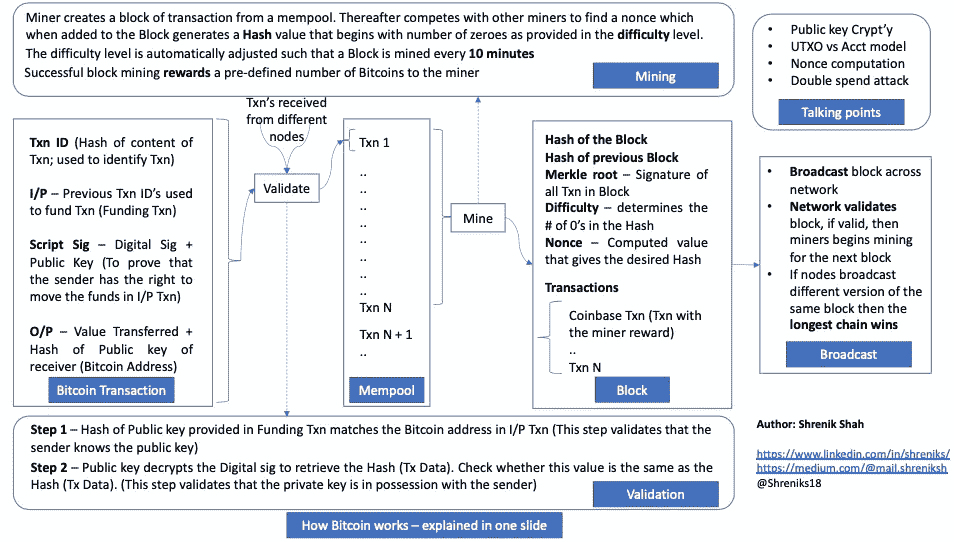 Miner creates a block of transaction from a mempool. Thereafter competes with other miners to find a nonce which
when added to the Block generates a Hash value that begins with number of zeroes as provided in the difficulty level.
The difficulty level is automatically adjusted such that a Block is mined every 10 minutes
Successful block mining rewards a pre-defined number of Bitcoins to the miner
Mining
• Public key Crypt’y
• UTXO vs Acct model
• Nonce computation
• Double spend attack
Talking points
Txn ID (Hash of content of
Txn; used to identify Txn)
I/P – Previous Txn ID’s used
to fund Txn (Funding Txn)
Script Sig – Digital Sig +
Public Key (To prove that
the sender has the right to
move the funds in I/P Txn)
O/P – Value Transferred +
Hash of Public key of
receiver (Bitcoin Address)
Bitcoin Transaction
Txn’s received
from different
nodes
Validate
Txn 1
..
..
..
..
..
..
..
..
Txn N
Txn N + 1
..
Mempool
Mine
Hash of the Block
Hash of previous Block
Merkle root – Signature of
all Txn in Block
Difficulty – determines the
# of 0’s in the Hash
Nonce – Computed value
that gives the desired Hash
Transactions
Coinbase Txn (Txn with
the miner reward)
..
Txn N
Block
• Broadcast block across
network
• Network validates
block, if valid, then
miners begins mining
for the next block
• If nodes broadcast
different version of the
same block then the
longest chain wins
Broadcast
Step 1 – Hash of Public key provided in Funding Txn matches the Bitcoin address in I/P Txn (This step validates that the
sender knows the public key)
Step 2 – Public key decrypts the Digital sig to retrieve the Hash (Tx Data). Check whether this value is the same as the
Hash (Tx Data). (This step validates that the private key is in possession with the sender)
Validation
Author: Shrenik Shah
https://www.linkedin.com/in/shreniks/
https://medium.com/@mail.shreniksh
@Shreniks18
How Bitcoin works – explained in one slide